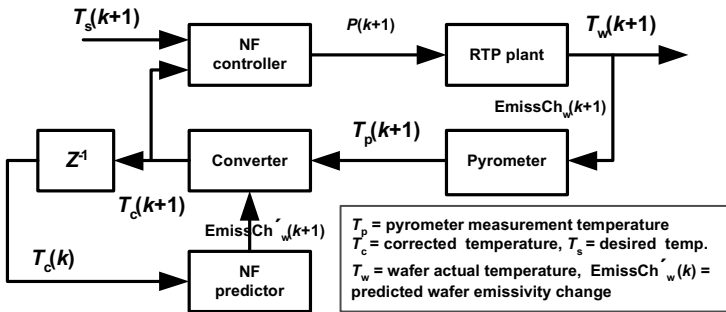 Ts(k+1)
NF
controller
P(k+1)
RTP plant
Tw(k+1)
EmissChw(k+1)
Z-1
Converter
Tp(k+1)
Pyrometer
Tc(k+1)
EmissCh´w(k+1)
Tc(k)
NF
predictor
Tp = pyrometer measurement temperature
Tc = corrected temperature, Ts = desired temp.
Tw = wafer actual temperature, EmissCh´w(k) =
predicted wafer emissivity change